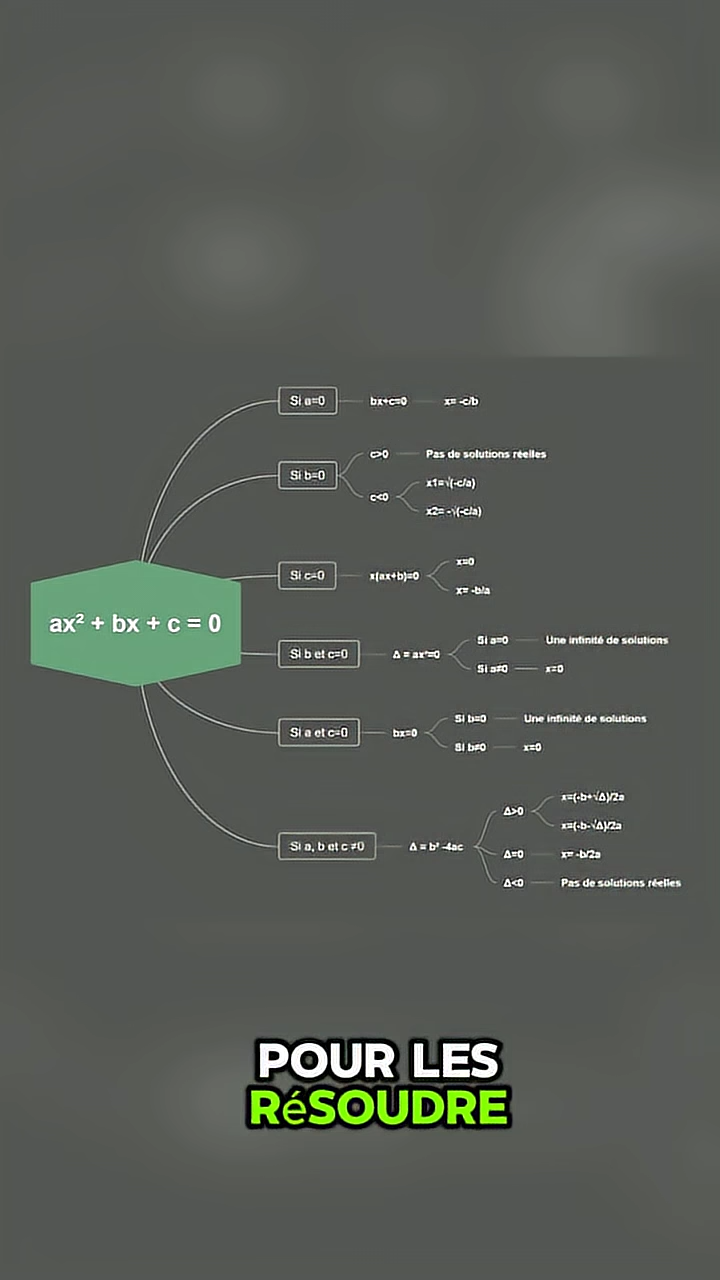 ax² + bx + c = 0
Si a=0
bx+c=0
x= -c/b
Si b=0
c>0
Pas de solutions réelles
c<0
x1=√(-c/a)
x2= -√(-c/a)
Si c=0
x(ax+b)=0
x=0
x= -b/a
Si b et c=0
Δ = ax²=0
Si a=0
Une infinité de solutions
Si a≠0
x=0
Si a et c=0
bx=0
Si b=0
Une infinité de solutions
Si b≠0
x=0
Si a, b et c ≠0
Δ = b² -4ac
Δ>0
x=(-b+√Δ)/2a
x=(-b-√Δ)/2a
Δ=0
x= -b/2a
Δ<0
Pas de solutions réelles
POUR LES
RéSOUDRE